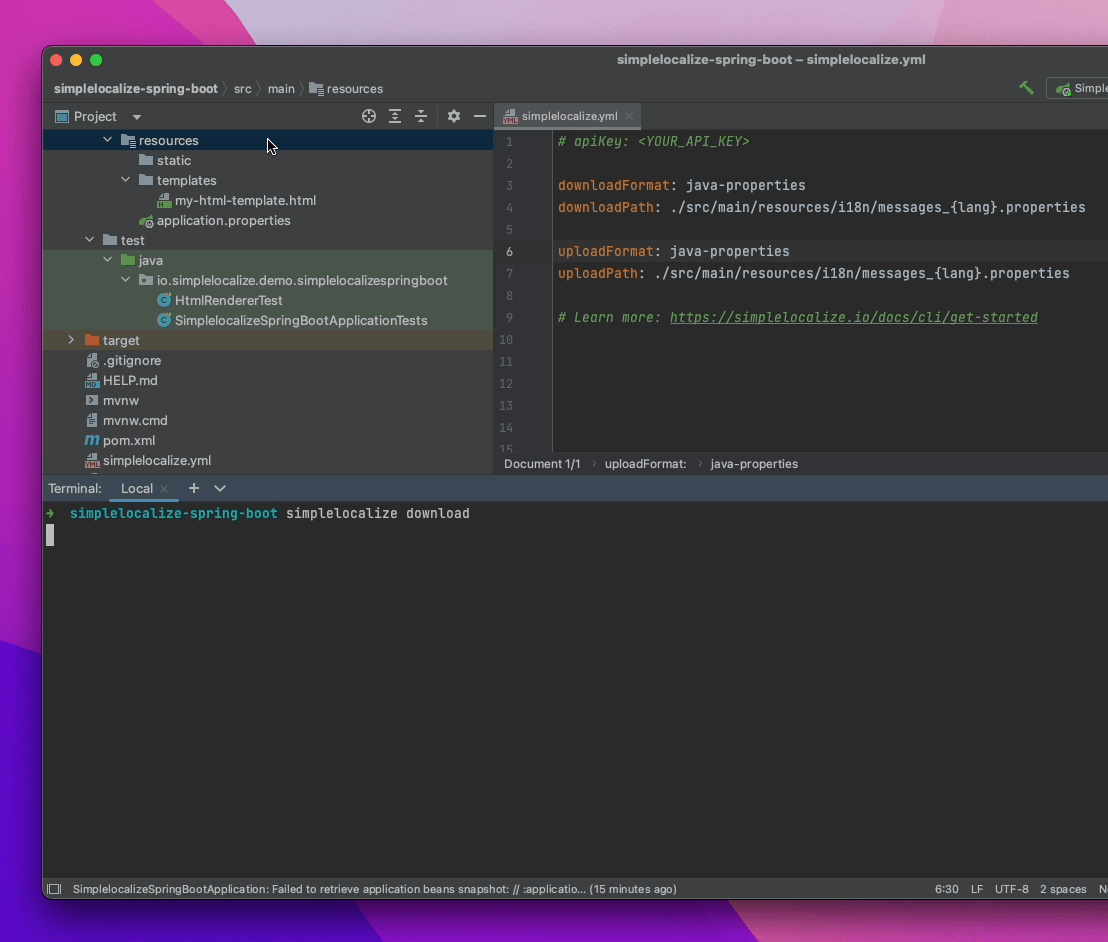 simplelocalize-spring-boot – simplelocalize.yml
simplelocalize-spring-boot src main resources
Project
simplelocalize.yml
resources
static
templates
my-html-template.html
application.properties
test
java
io.simplelocalize.demo.simplelocalizespringboot
HtmlRendererTest
SimplelocalizeSpringBootApplicationTests
target
.gitignore
HELP.md
mvnw
mvnw.cmd
pom.xml
simplelocalize.yml
1 # apiKey: <YOUR_API_KEY>
2
3 downloadFormat: java-properties
4 downloadPath: ./src/main/resources/i18n/messages_{lang}.properties
5
6 uploadFormat: java-properties
7 uploadPath: ./src/main/resources/i18n/messages_{lang}.properties
8
9 # Learn more: https://simplelocalize.io/docs/cli/get-started
10
11
12
13
14
15
Document 1/1 uploadFormat: java-properties
Terminal: Local
simplelocalize-spring-boot simplelocalize download
SimplelocalizeSpringBootApplication: Failed to retrieve application beans snapshot: // :applicatio... (15 minutes ago) 6:30 LF UTF-8 2 spaces